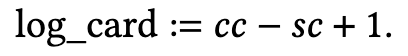 log_card := cc − sc + 1.